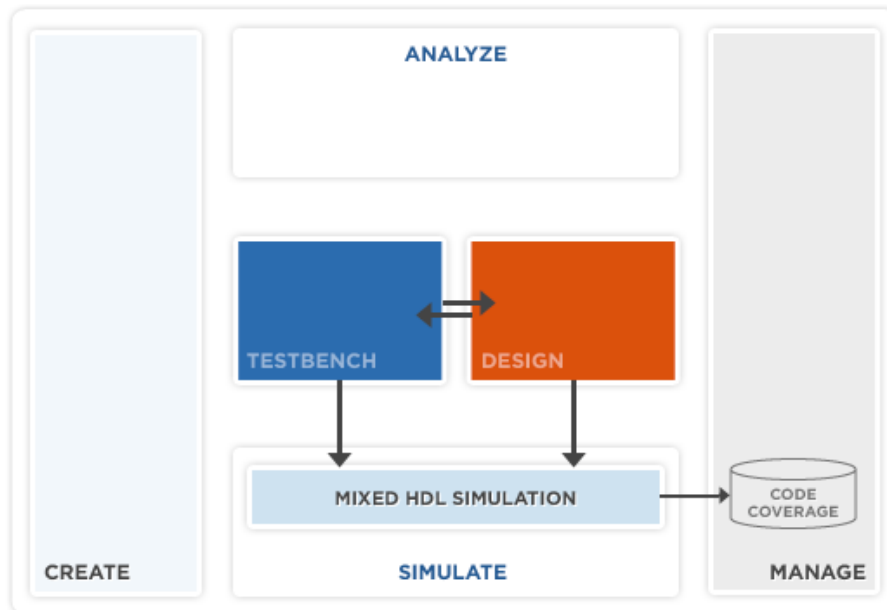 ANALYZE
TESTBENCH
DESIGN
MIXED HDL SIMULATION
CODE
COVERAGE
CREATE
SIMULATE
MANAGE